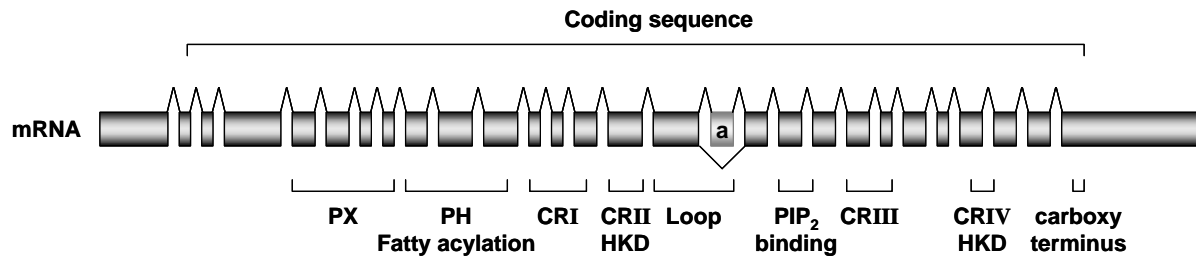 Coding sequence
mRNA
a
PX
PH
Fatty acylation
CRI
CRII
HKD
Loop
PIP₂
binding
CRIII
CRIV
HKD
carboxy
terminus